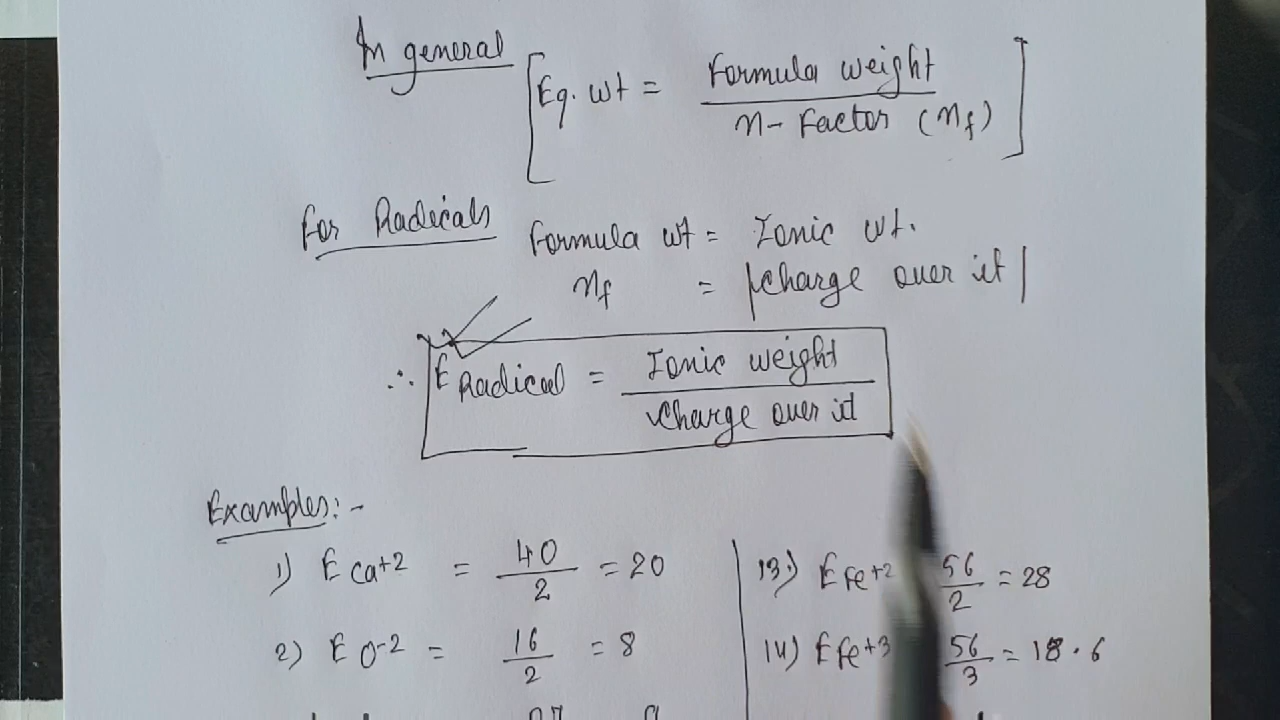 In general
Eq. wt = Formula weight / n- Factor (nf)
For Radicals
Formula wt = Ionic wt.
nf = |charge over it|
∴ E Radical = Ionic weight / Charge over it
Examples:-
1) E Ca+2 = 40/2 = 20
2) E O-2 = 16/2 = 8
13) E Fe+2 56/2 = 28
14) E Fe+3 56/3 = 18.6